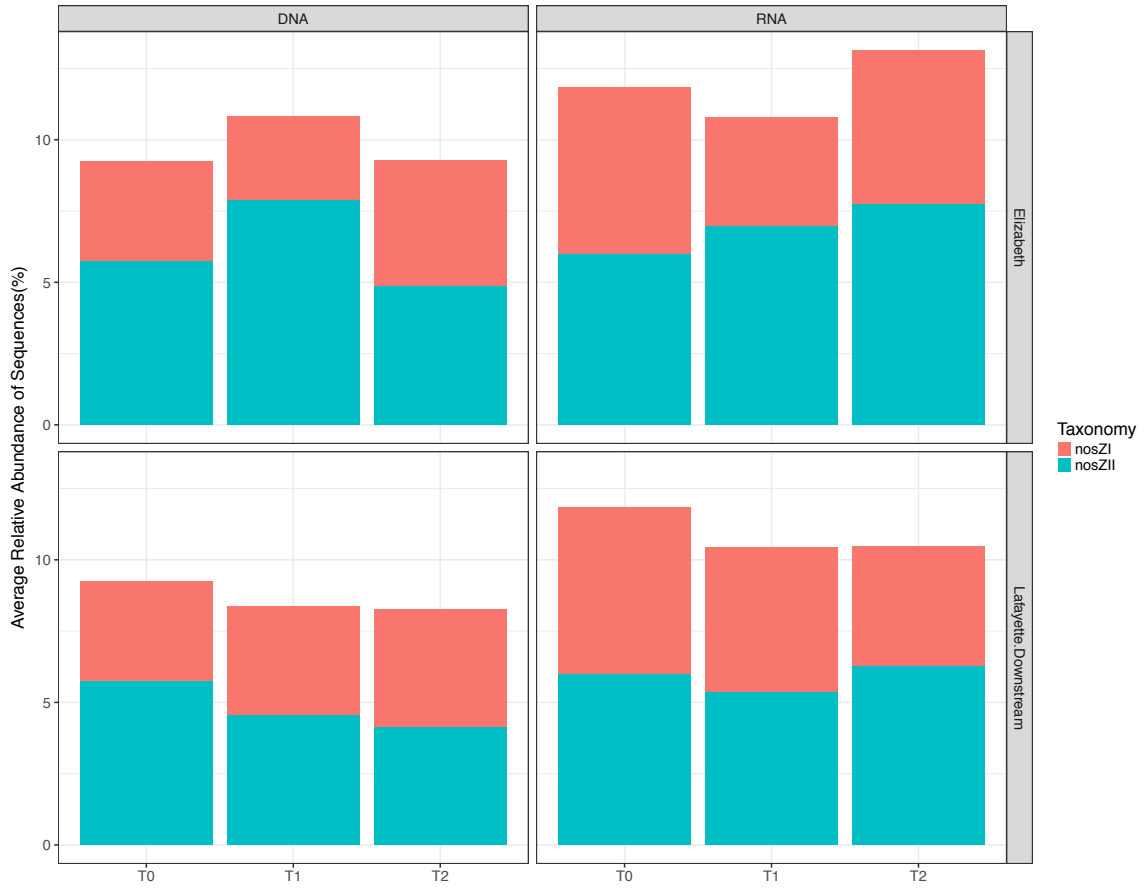 DNA
RNA
Average Relative Abundance of Sequences(%)
10
5
0
Elizabeth
10
5
0
Lafayette.Downstream
T0
T1
T2
T0
T1
T2
Taxonomy
nosZI
nosZII